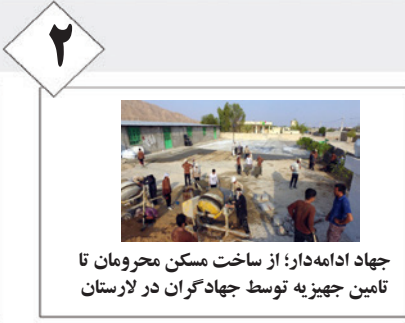 ۲
جهاد ادامه‌دار؛ از ساخت مسکن محرومان تا
تامین جهیزیه توسط جهادگران در لارستان